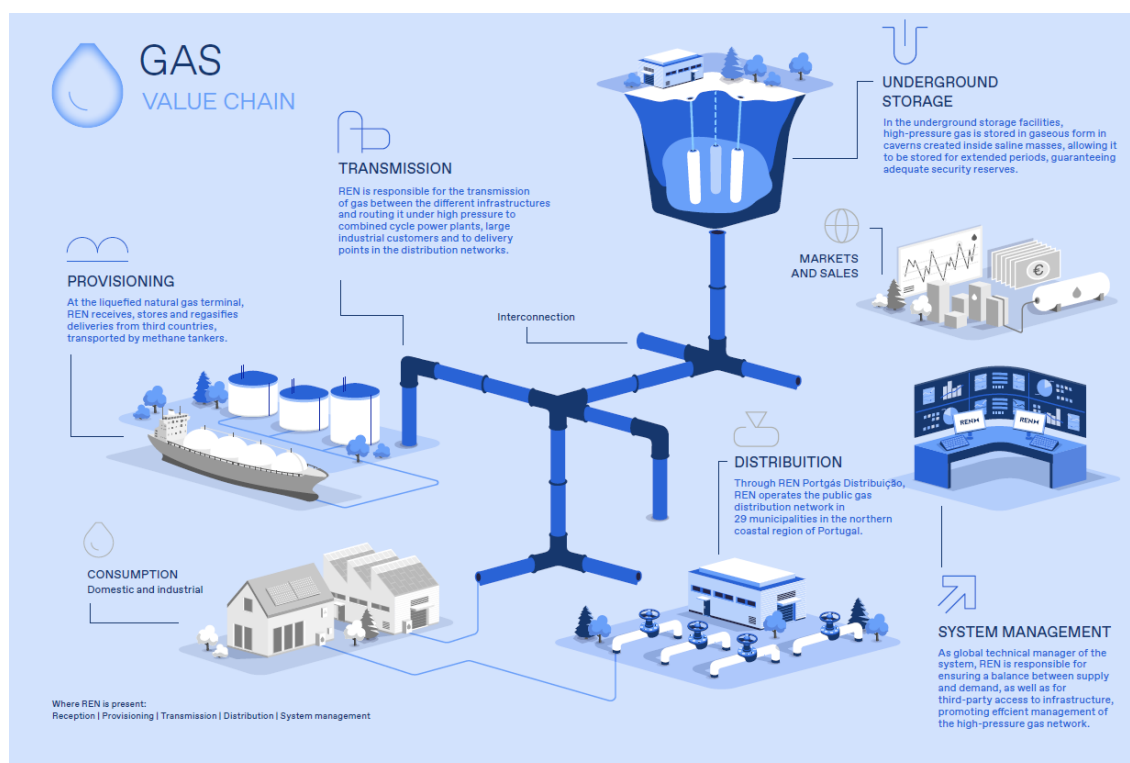 GAS
VALUE CHAIN
UNDERGROUND
STORAGE
In the underground storage facilities,
high-pressure gas is stored in gaseous form in
caverns created inside saline masses, allowing it
to be stored for extended periods, guaranteeing
adequate security reserves.
TRANSMISSION
REN is responsible for the transmission
of gas between the different infrastructures
and routing it under high pressure to
combined cycle power plants, large
industrial customers and to delivery
points in the distribution networks.
MARKETS
AND SALES
€
PROVISIONING
At the liquefied natural gas terminal,
REN receives, stores and regasifies
deliveries from third countries,
transported by methane tankers.
Interconnection
REN
REN
DISTRIBUITION
Through REN Portgás Distribuição,
REN operates the public gas
distribution network in
29 municipalities in the northern
coastal region of Portugal.
CONSUMPTION
Domestic and industrial
SYSTEM MANAGEMENT
As global technical manager of the
system, REN is responsible for
ensuring a balance between supply
and demand, as well as for
third-party access to infrastructure,
promoting effcient management of
the high-pressure gas network.
Where REN is present:
Reception | Provisioning | Transmission | Distribution | System management